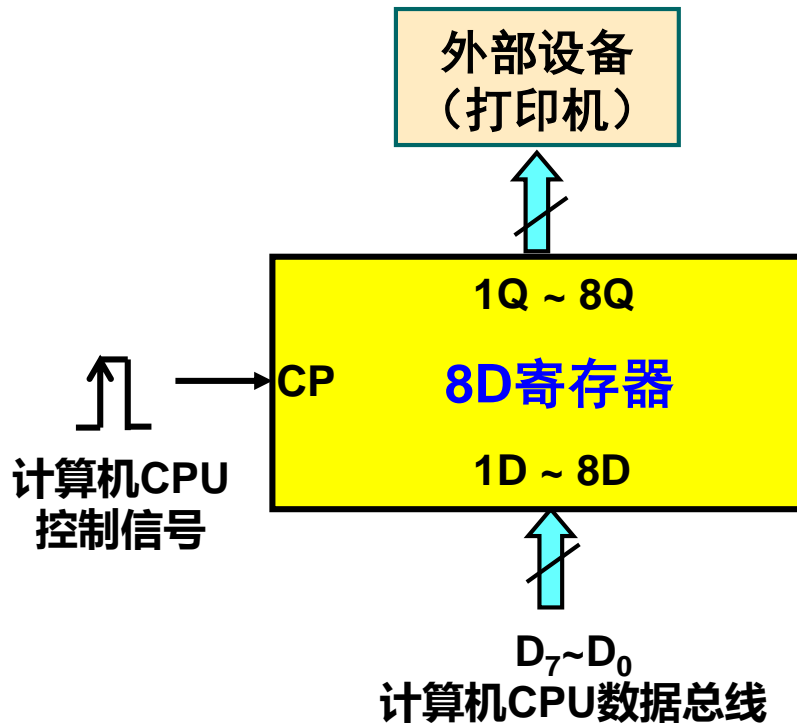 外部设备
（打印机）
1Q ~ 8Q
CP
8D寄存器
1D ~ 8D
计算机CPU
控制信号
D₇~D₀
计算机CPU数据总线